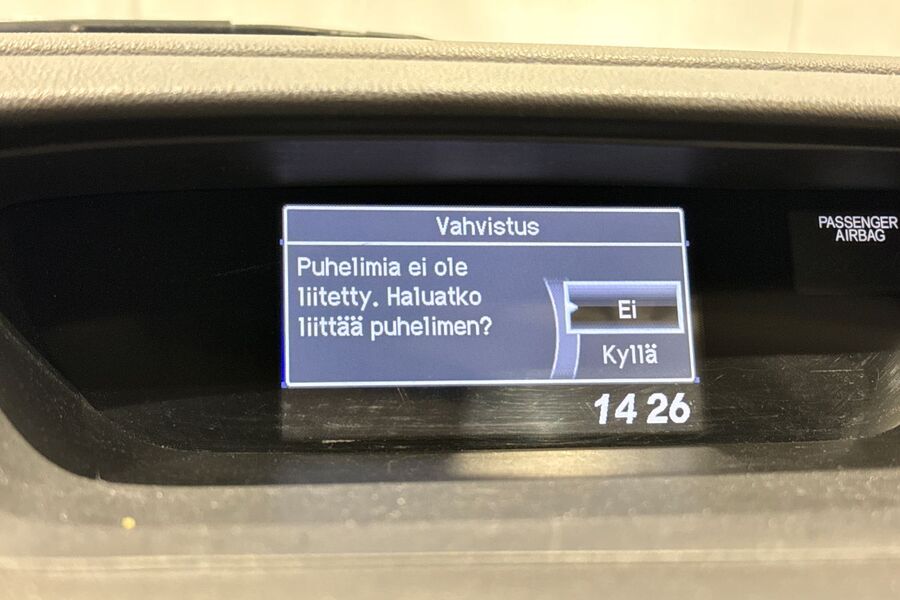 Vahvistus
Puhelimia ei ole
liitetty. Haluatko
liittää puhelimen?
Ei
Kyllä
14 26
PASSENGER
AIRBAG